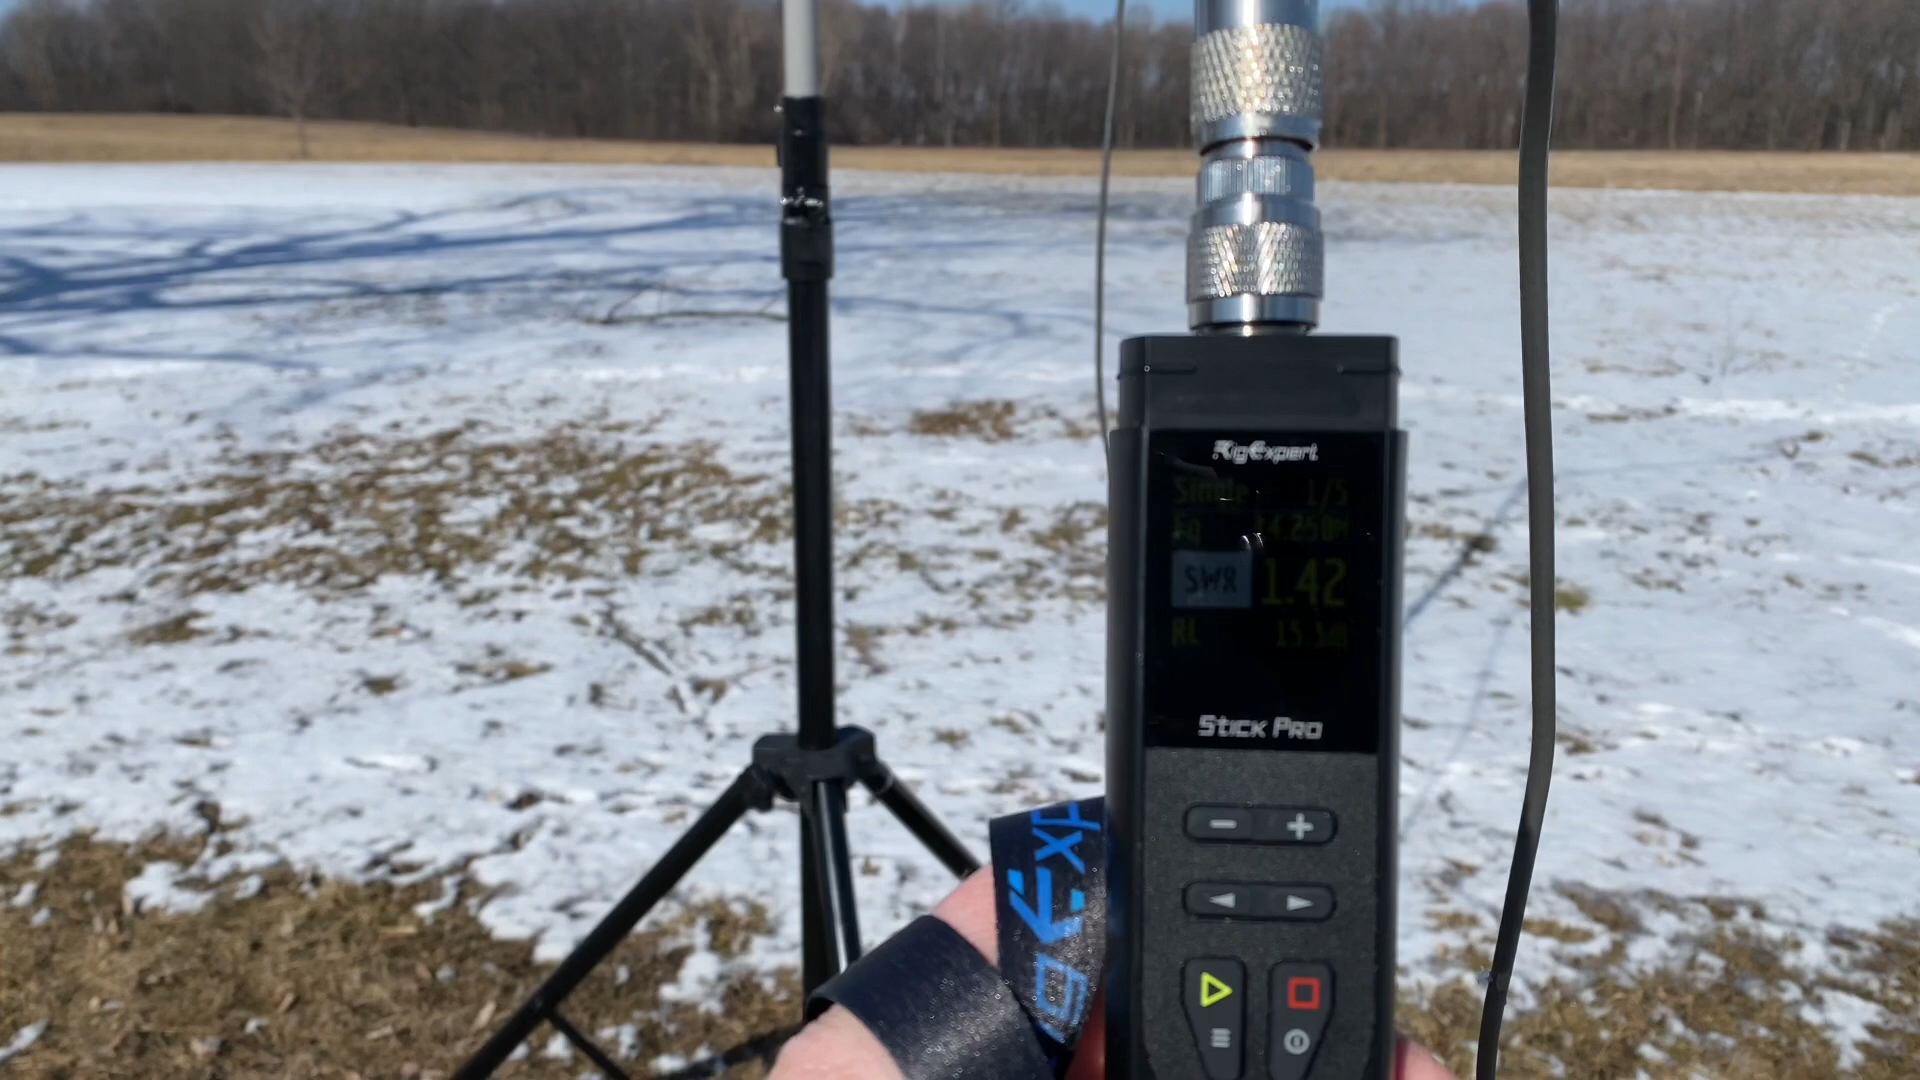 RigExpert
Single 1/5
Fq 14.250M
SWR 1.42
RL 15.3dB
Stick Pro
- +